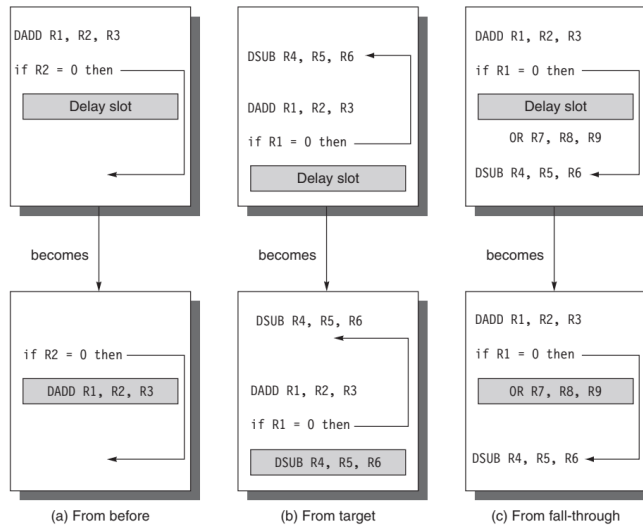 DADD R1, R2, R3
if R2 = 0 then
Delay slot
becomes
if R2 = 0 then
DADD R1, R2, R3
(a) From before
DSUB R4, R5, R6
DADD R1, R2, R3
if R1 = 0 then
Delay slot
becomes
DSUB R4, R5, R6
DADD R1, R2, R3
if R1 = 0 then
DSUB R4, R5, R6
(b) From target
DADD R1, R2, R3
if R1 = 0 then
Delay slot
OR R7, R8, R9
DSUB R4, R5, R6
becomes
DADD R1, R2, R3
if R1 = 0 then
OR R7, R8, R9
DSUB R4, R5, R6
(c) From fall-through